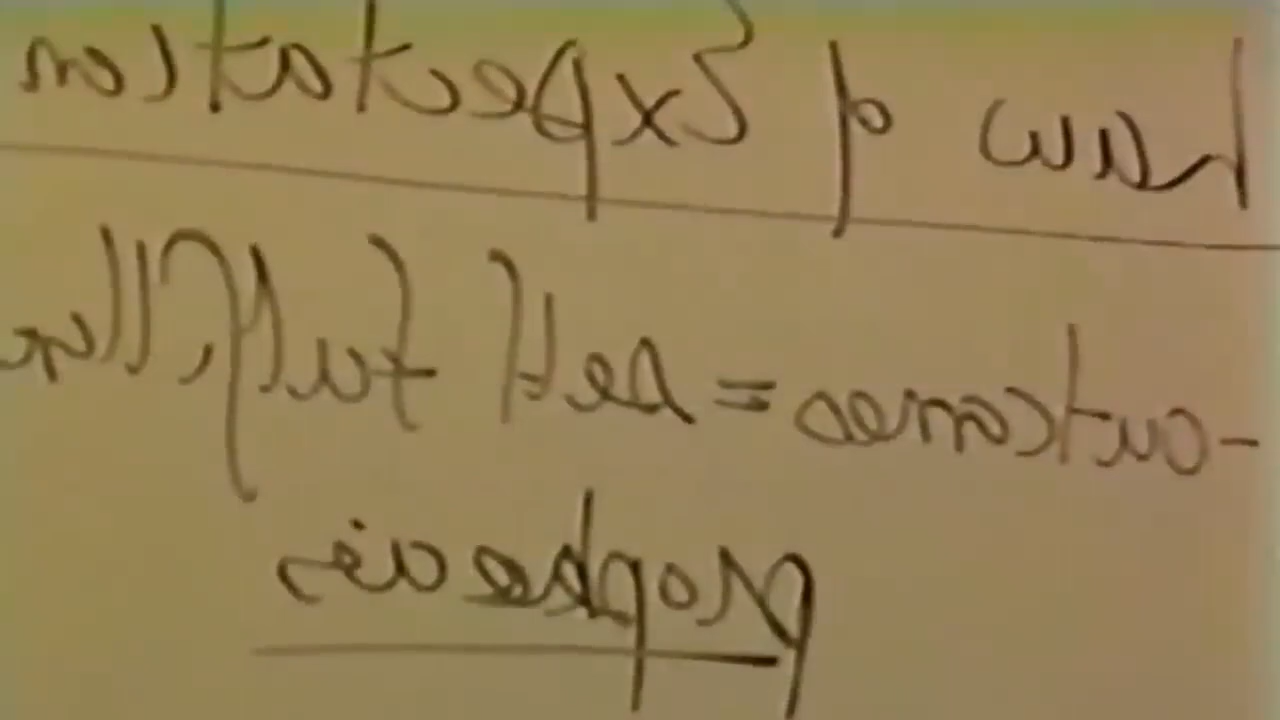 Law of Expectation
-outcomes = self fulfillin
prophecies